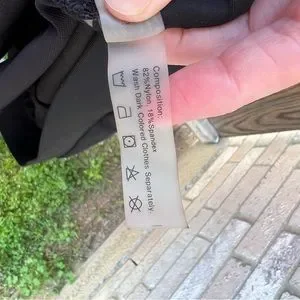 Composition:
82%Nylon 18%Spandex
Wash Dark Colored Clothes Separately.